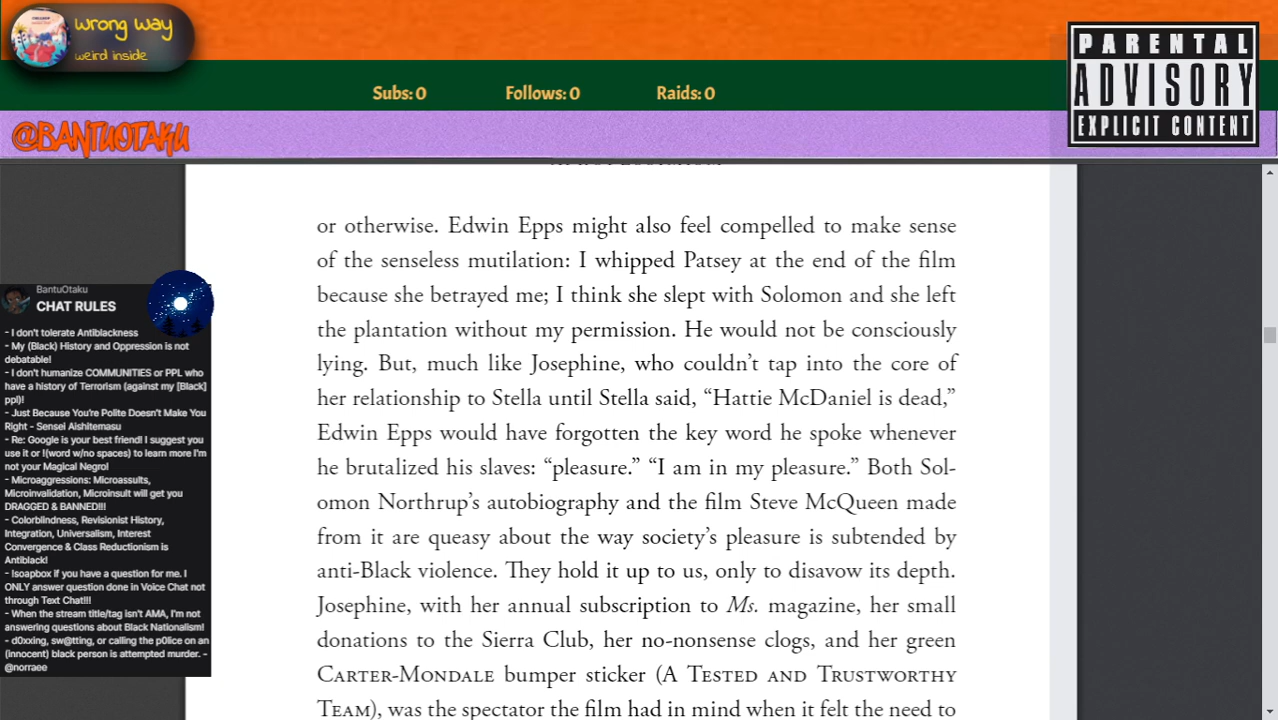 wrong way
weird inside
PARENTAL
ADVISORY
EXPLICIT CONTENT
Subs: 0
Follows: 0
Raids: 0
@BANTUOTAKU
or otherwise. Edwin Epps might also feel compelled to make sense
of the senseless mutilation: I whipped Patsey at the end of the film
because she betrayed me; I think she slept with Solomon and she left
the plantation without my permission. He would not be consciously
lying. But, much like Josephine, who couldn't tap into the core of
her relationship to Stella until Stella said, “Hattie McDaniel is dead,”
Edwin Epps would have forgotten the key word he spoke whenever
he brutalized his slaves: “pleasure.” “I am in my pleasure.” Both Sol-
omon Northrup's autobiography and the film Steve McQueen made
from it are queasy about the way society's pleasure is subtended by
anti-Black violence. They hold it up to us, only to disavow its depth.
Josephine, with her annual subscription to Ms. magazine, her small
donations to the Sierra Club, her no-nonsense clogs, and her green
CARTER-MONDALE bumper sticker (A TESTED AND TRUSTWORTHY
TEAM), was the spectator the film had in mind when it felt the need to
BantuOtaku
CHAT RULES
- I don't tolerate Antiblackness
- My (Black) History and Oppression is not
debatable!
- I don't humanize COMMUNITIES or PPL who
have a history of Terrorism (against my [Black]
ppl)!
- Just Because You're Polite Doesn't Make You
Right - Sensei Aishitemasu
- Re: Google is your best friend! I suggest you
use it or !(word w/no spaces) to learn more I'm
not your Magical Negro!
- Microaggressions: Microassults,
Microinvalidation, Microinsult will get you
DRAGGED & BANNED!!!
- Colorblindness, Revisionist History,
Integration, Universalism, Interest
Convergence & Class Reductionism is
Antiblack!
- !soapbox if you have a question for me. I
ONLY answer question done in Voice Chat not
through Text Chat!!!
- When the stream title/tag isn't AMA, I'm not
answering questions about Black Nationalism!
- d0xxing, sw@tting, or calling the p0lice on an
(innocent) black person is attempted murder. -
@norraee